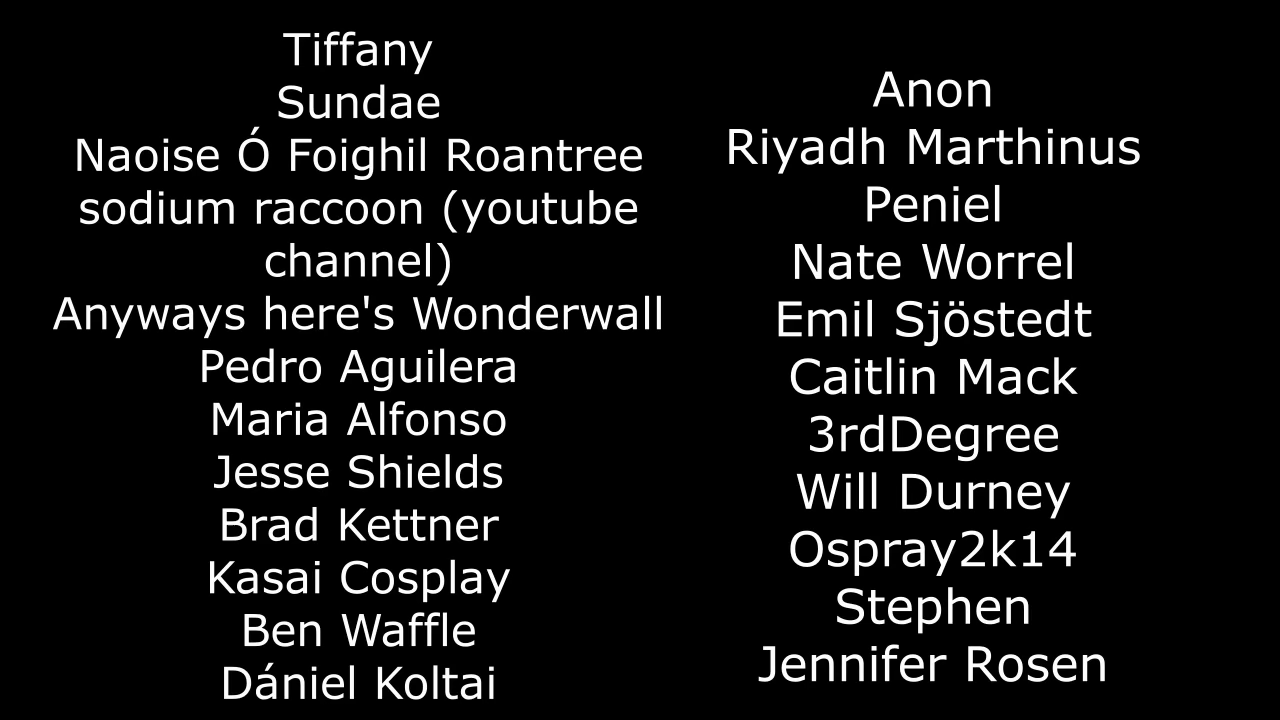 Tiffany
Sundae
Naoise Ó Foighil Roantree
sodium raccoon (youtube
channel)
Anyways here's Wonderwall
Pedro Aguilera
Maria Alfonso
Jesse Shields
Brad Kettner
Kasai Cosplay
Ben Waffle
Dániel Koltai
Anon
Riyadh Marthinus
Peniel
Nate Worrel
Emil Sjöstedt
Caitlin Mack
3rdDegree
Will Durney
Ospray2k14
Stephen
Jennifer Rosen